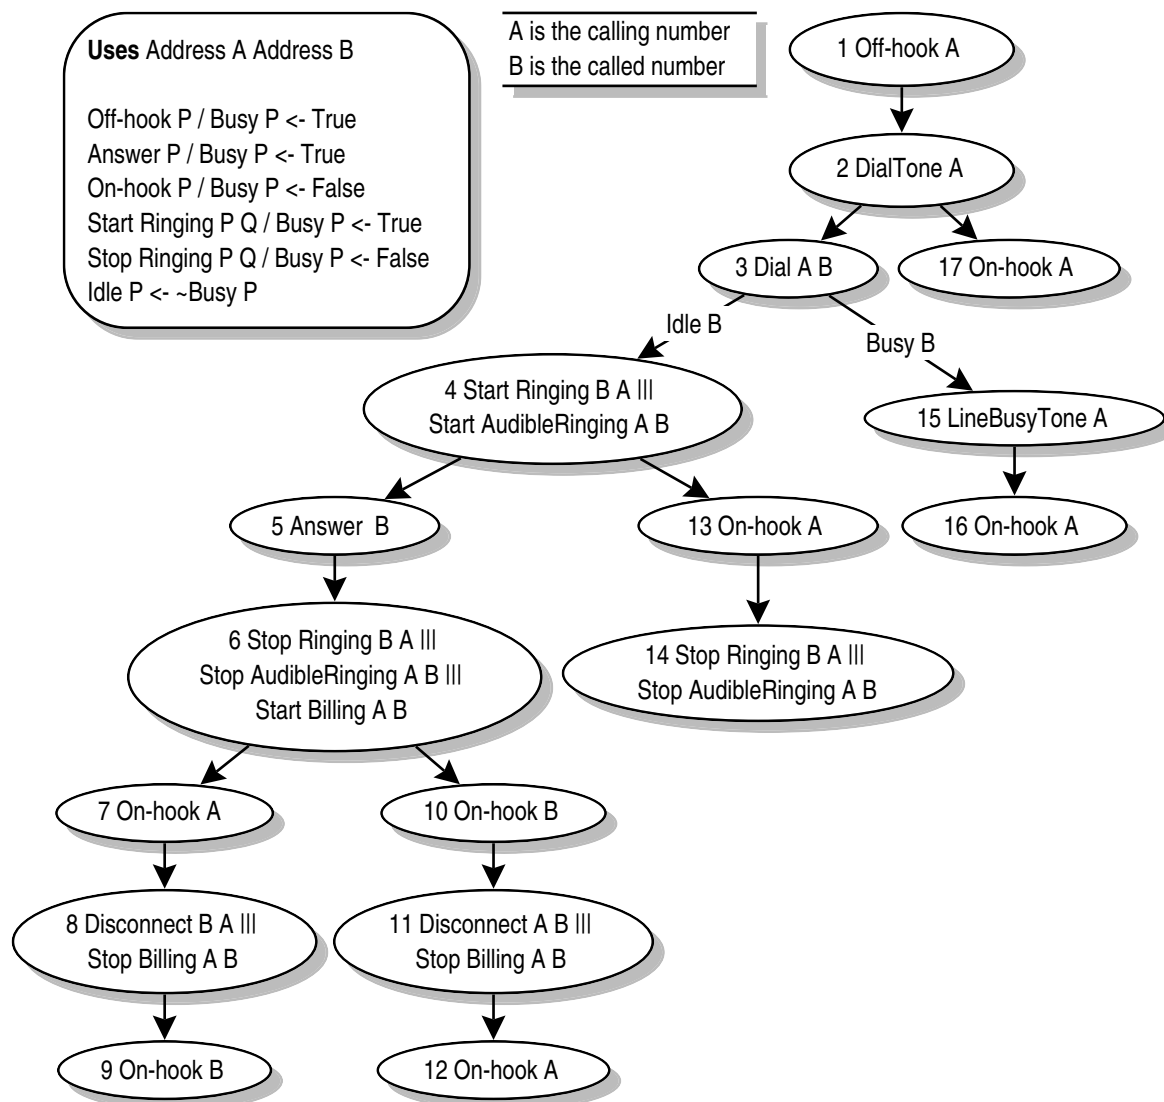 Uses Address A Address B
Off-hook P / Busy P <- True
Answer P / Busy P <- True
On-hook P / Busy P <- False
Start Ringing P Q / Busy P <- True
Stop Ringing P Q / Busy P <- False
Idle P <- ~Busy P
A is the calling number
B is the called number
1 Off-hook A
2 DialTone A
3 Dial A B
17 On-hook A
Idle B
Busy B
4 Start Ringing B A |||
Start AudibleRinging A B
15 LineBusyTone A
5 Answer B
13 On-hook A
16 On-hook A
6 Stop Ringing B A |||
Stop AudibleRinging A B |||
Start Billing A B
14 Stop Ringing B A |||
Stop AudibleRinging A B
7 On-hook A
10 On-hook B
8 Disconnect B A |||
Stop Billing A B
11 Disconnect A B |||
Stop Billing A B
9 On-hook B
12 On-hook A